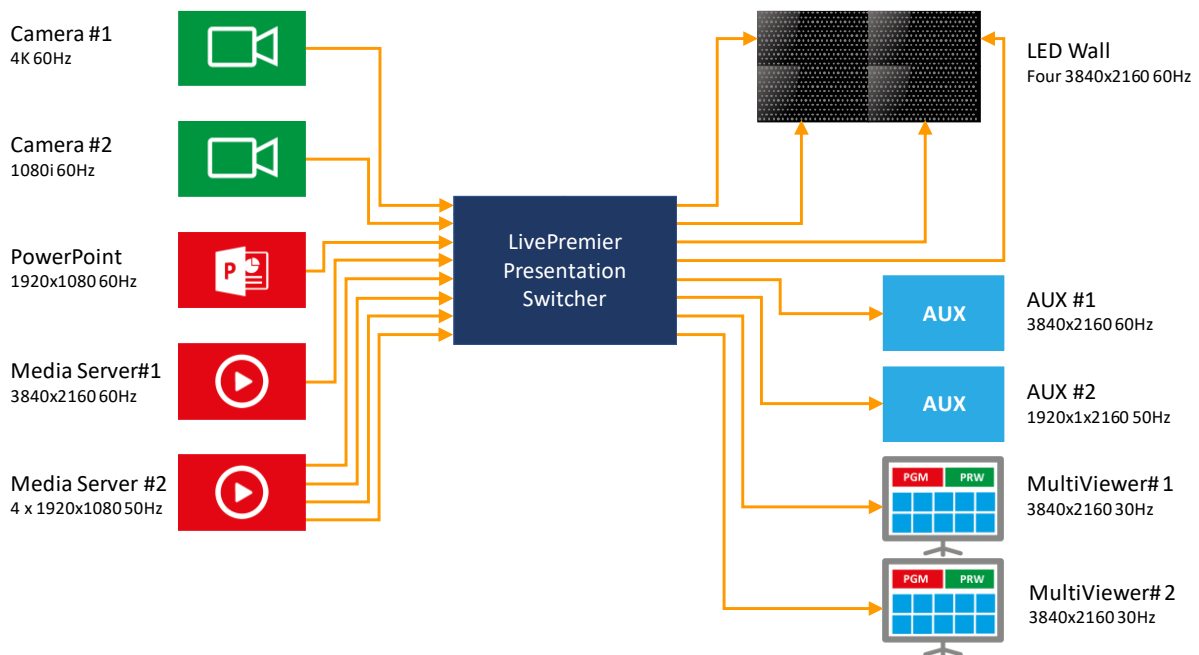 Camera #1
4K 60Hz
Camera #2
1080i 60Hz
PowerPoint
1920x1080 60Hz
P
Media Server#1
3840x2160 60Hz
Media Server #2
4 x 1920x1080 50Hz
LivePremier
Presentation
Switcher
LED Wall
Four 3840x2160 60Hz
AUX
AUX #1
3840x2160 60Hz
AUX
AUX #2
1920x1x2160 50Hz
PGM PRW
MultiViewer#1
3840x2160 30Hz
PGM PRW
MultiViewer#2
3840x2160 30Hz